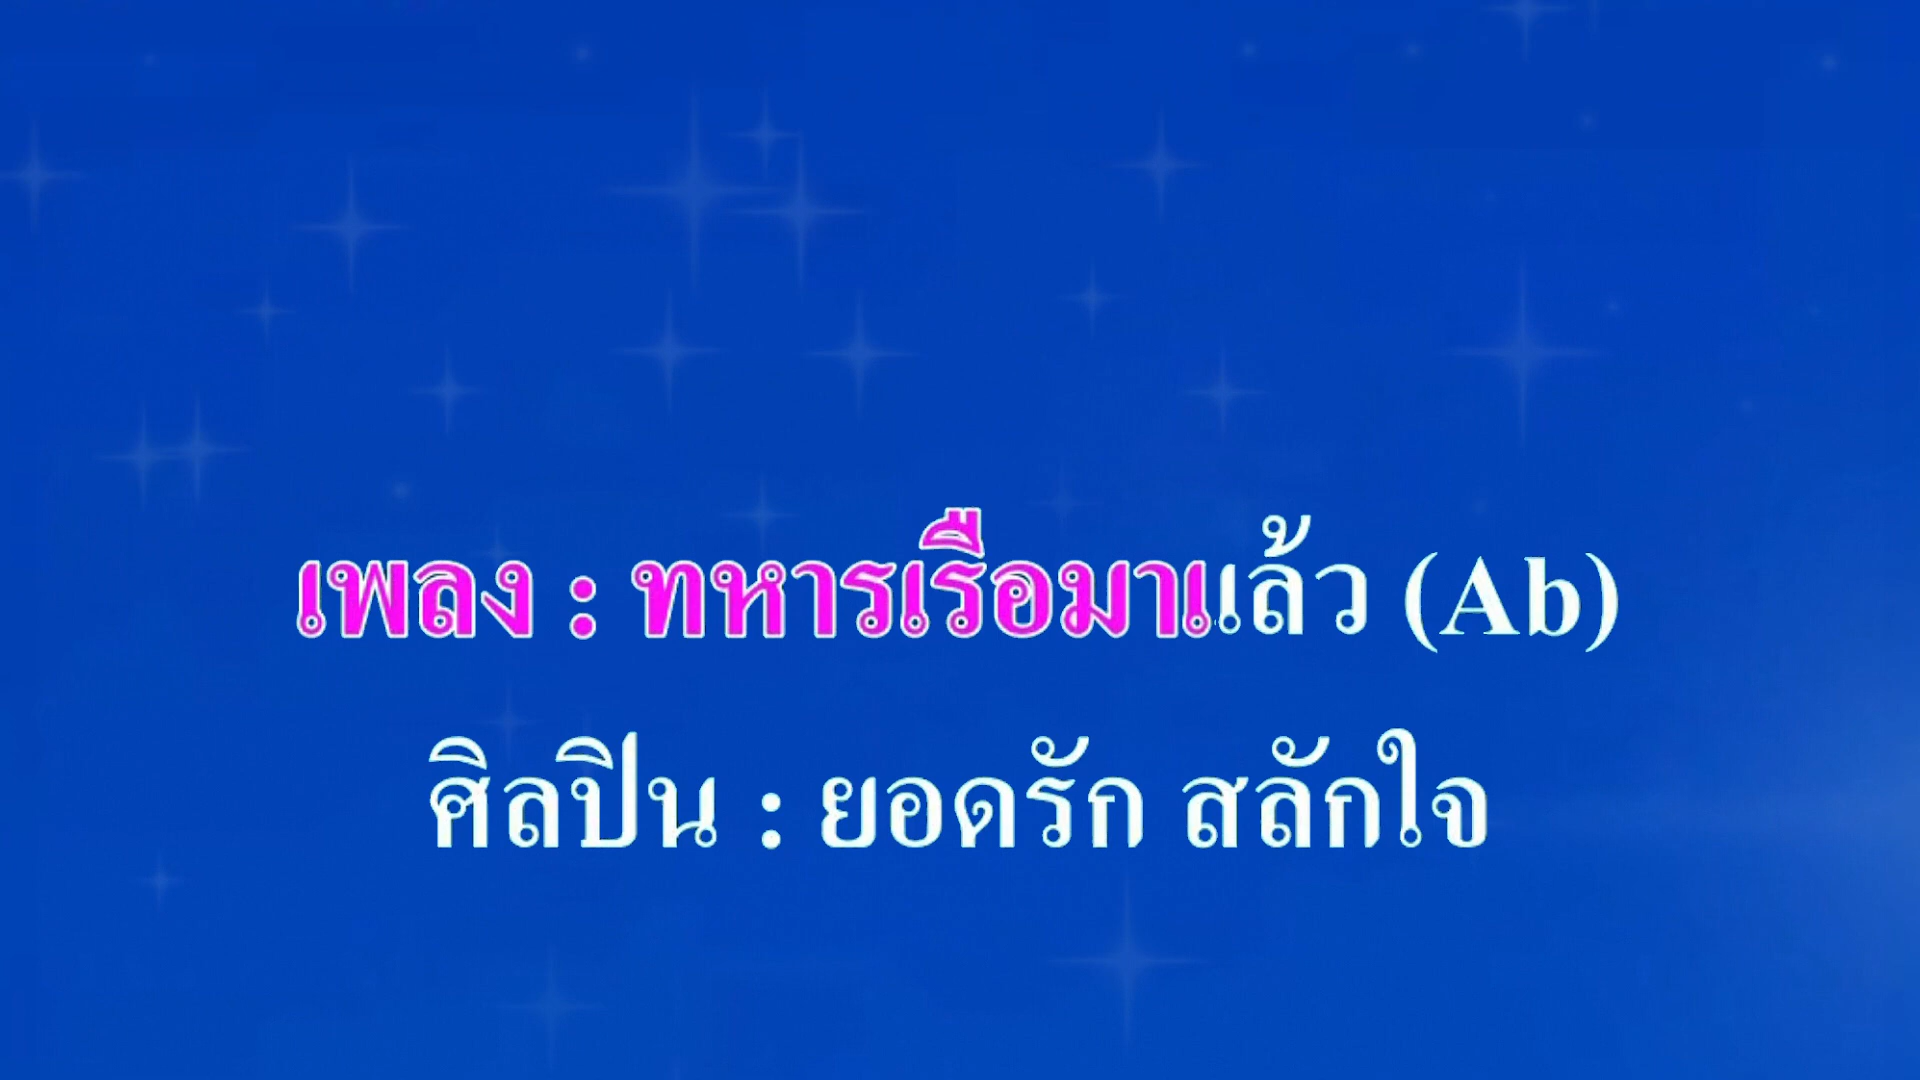 เพลง : ทหารเรือมาแล้ว (Ab)
ศิลปิน : ยอดรัก สลักใจ